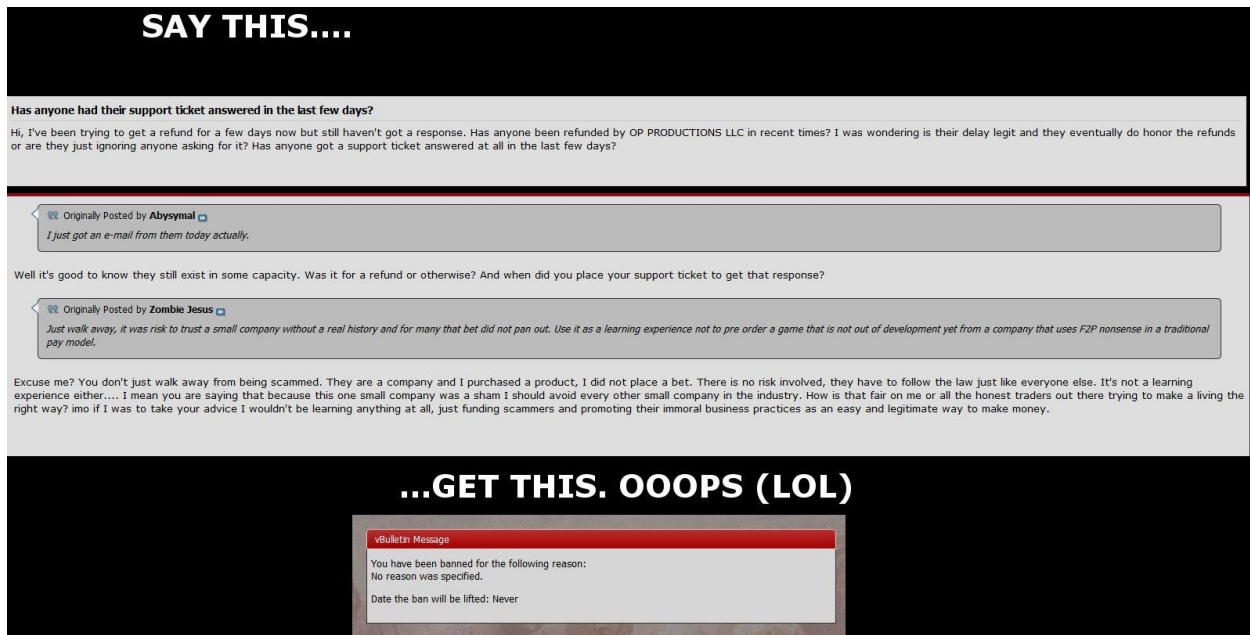 SAY THIS....
Has anyone had their support ticket answered in the last few days?
Hi, I've been trying to get a refund for a few days now but still haven't got a response. Has anyone been refunded by OP PRODUCTIONS LLC in recent times? I was wondering is their delay legit and they eventually do honor the refunds
or are they just ignoring anyone asking for it? Has anyone got a support ticket answered at all in the last few days?
Originally Posted by Abysymal
I just got an e-mail from them today actually.
Well it's good to know they still exist in some capacity. Was it for a refund or otherwise? And when did you place your support ticket to get that response?
Originally Posted by Zombie Jesus
Just walk away, it was risk to trust a small company without a real history and for many that bet did not pan out. Use it as a learning experience not to pre order a game that is not out of development yet from a company that uses F2P nonsense in a traditional
pay model.
Excuse me? You don't just walk away from being scammed. They are a company and I purchased a product, I did not place a bet. There is no risk involved, they have to follow the law just like everyone else. It's not a learning
experience either.... I mean you are saying that because this one small company was a sham I should avoid every other small company in the industry. How is that fair on me or all the honest traders out there trying to make a living the
right way? imo if I was to take your advice I wouldn't be learning anything at all, just funding scammers and promoting their immoral business practices as an easy and legitimate way to make money.
...GET THIS. OOOPS (LOL)
vBulletin Message
You have been banned for the following reason:
No reason was specified.
Date the ban will be lifted: Never